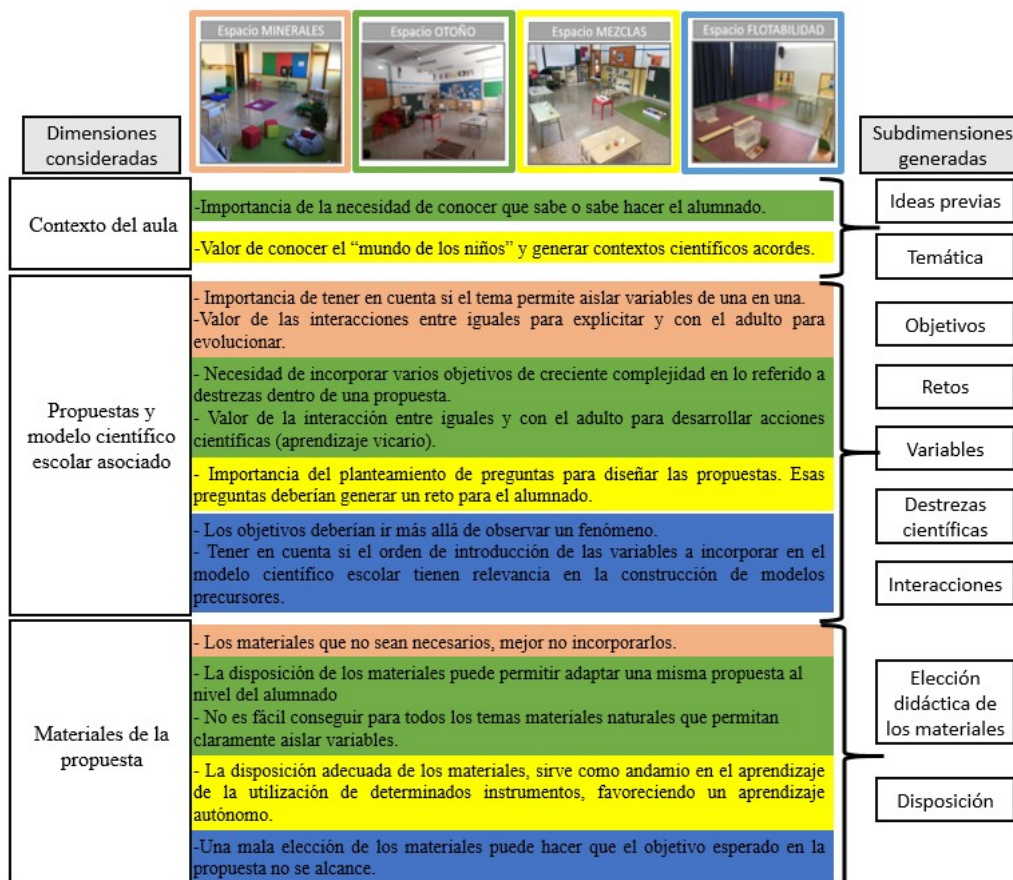 Espacio MINERALES
Espacio OTOÑO
Espacio MEZCLAS
Espacio FLOTABILIDAD
Dimensiones
consideradas
Subdimensiones
generadas
Contexto del aula
-Importancia de la necesidad de conocer que sabe o sabe hacer el alumnado.
-Valor de conocer el “mundo de los niños” y generar contextos científicos acordes.
Ideas previas
Temática
Propuestas y
modelo científico
escolar asociado
- Importancia de tener en cuenta si el tema permite aislar variables de una en una.
-Valor de las interacciones entre iguales para explicitar y con el adulto para
evolucionar.
- Necesidad de incorporar varios objetivos de creciente complejidad en lo referido a
destrezas dentro de una propuesta.
- Valor de la interacción entre iguales y con el adulto para desarrollar acciones
científicas (aprendizaje vicario).
- Importancia del planteamiento de preguntas para diseñar las propuestas. Esas
preguntas deberían generar un reto para el alumnado.
- Los objetivos deberían ir más allá de observar un fenómeno.
- Tener en cuenta si el orden de introducción de las variables a incorporar en el
modelo científico escolar tienen relevancia en la construcción de modelos
precursores.
Objetivos
Retos
Variables
Destrezas
científicas
Interacciones
Materiales de la
propuesta
- Los materiales que no sean necesarios, mejor no incorporarlos.
- La disposición de los materiales puede permitir adaptar una misma propuesta al
nivel del alumnado
- No es fácil conseguir para todos los temas materiales naturales que permitan
claramente aislar variables.
- La disposición adecuada de los materiales, sirve como andamio en el aprendizaje
de la utilización de determinados instrumentos, favoreciendo un aprendizaje
autónomo.
-Una mala elección de los materiales puede hacer que el objetivo esperado en la
propuesta no se alcance.
Elección
didáctica de
los materiales
Disposición